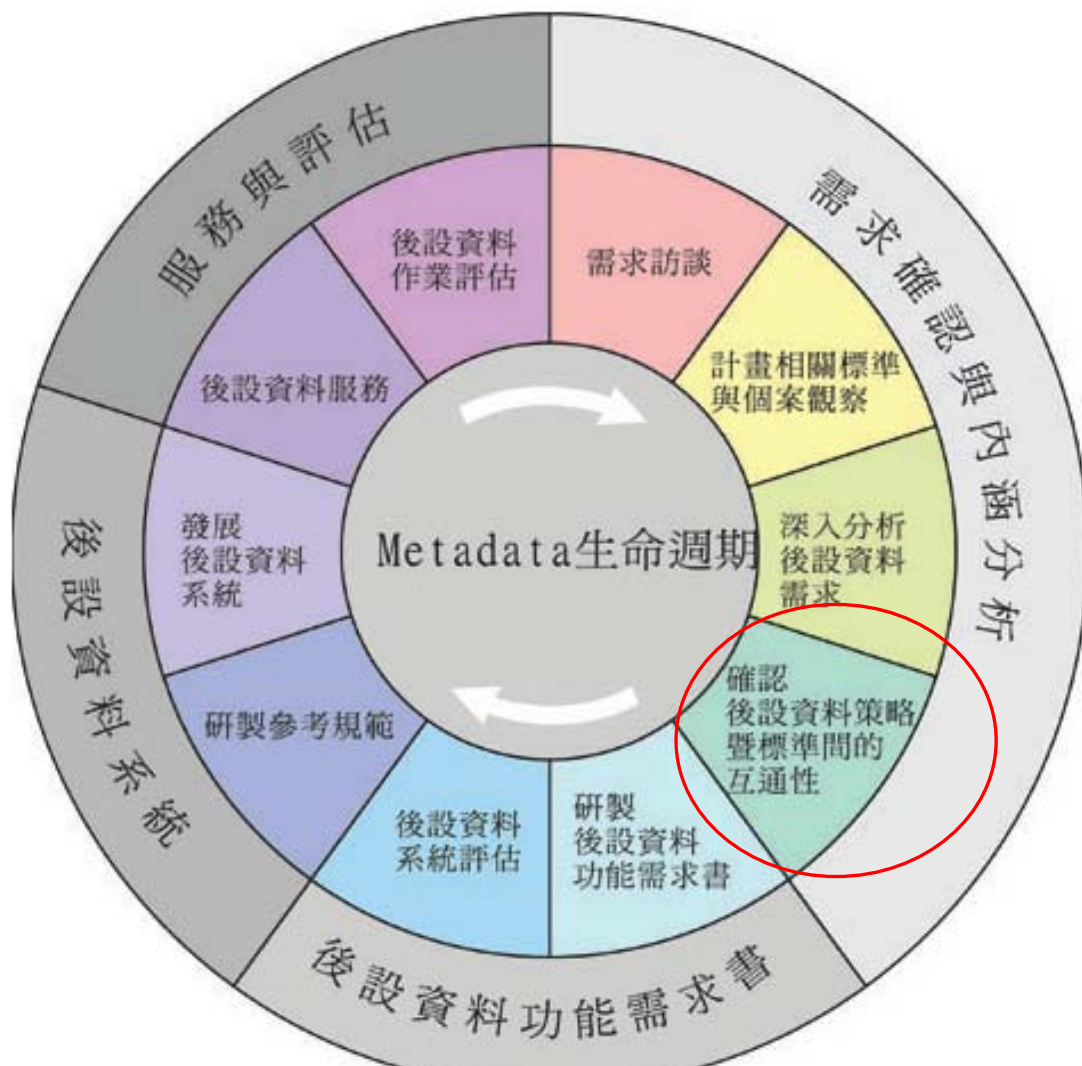 服務與評估
需求確認與內涵分析
後設資料系統
後設資料功能需求書
後設資料
作業評估
需求訪談
計畫相關標準
與個案觀察
深入分析
後設資料
需求
確認
後設資料策略
暨標準間的
互通性
研製
後設資料
功能需求書
後設資料
系統評估
研製參考規範
發展
後設資料
系統
後設資料服務
Metadata生命週期